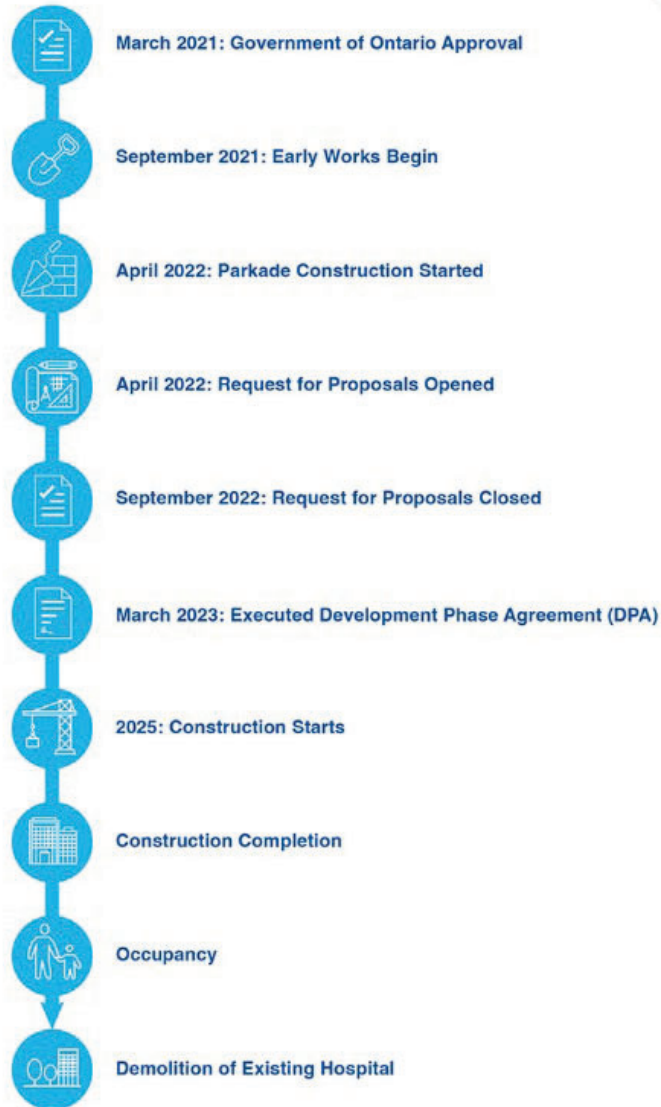 March 2021: Government of Ontario Approval
September 2021: Early Works Begin
April 2022: Parkade Construction Started
April 2022: Request for Proposals Opened
September 2022: Request for Proposals Closed
March 2023: Executed Development Phase Agreement (DPA)
2025: Construction Starts
Construction Completion
Occupancy
Demolition of Existing Hospital